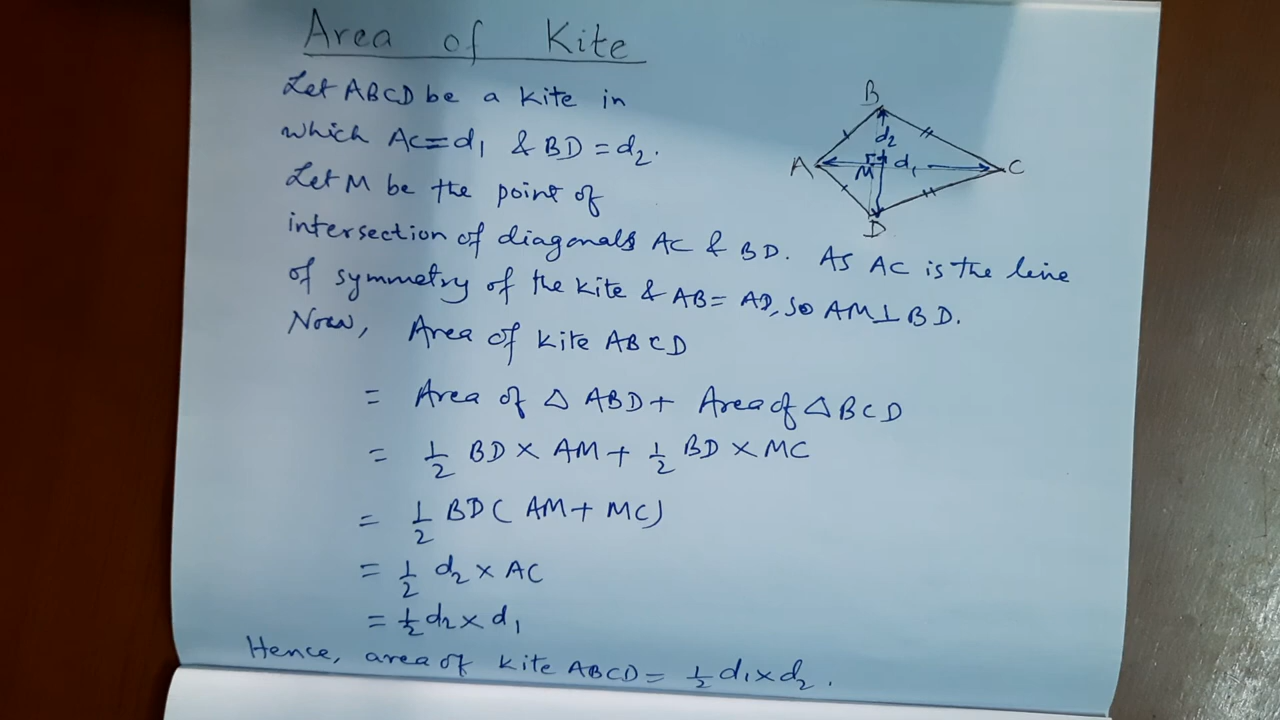 Area of Kite
Let ABCD be a Kite in
which AC=d₁ & BD=d₂.
Let M be the point of
intersection of diagonals AC & BD. As AC is the line
of symmetry of the Kite & AB= AD, so AM⊥BD.
Now, Area of Kite ABCD
= Area of △ ABD + Area of △ BCD
= 1/2 BD × AM + 1/2 BD × MC
= 1/2 BD ( AM + MC)
= 1/2 d₂ × AC
= 1/2 d₂ × d₁
Hence, area of Kite ABCD = 1/2 d₁×d₂.
B
d₂
A
M
d₁
C
D